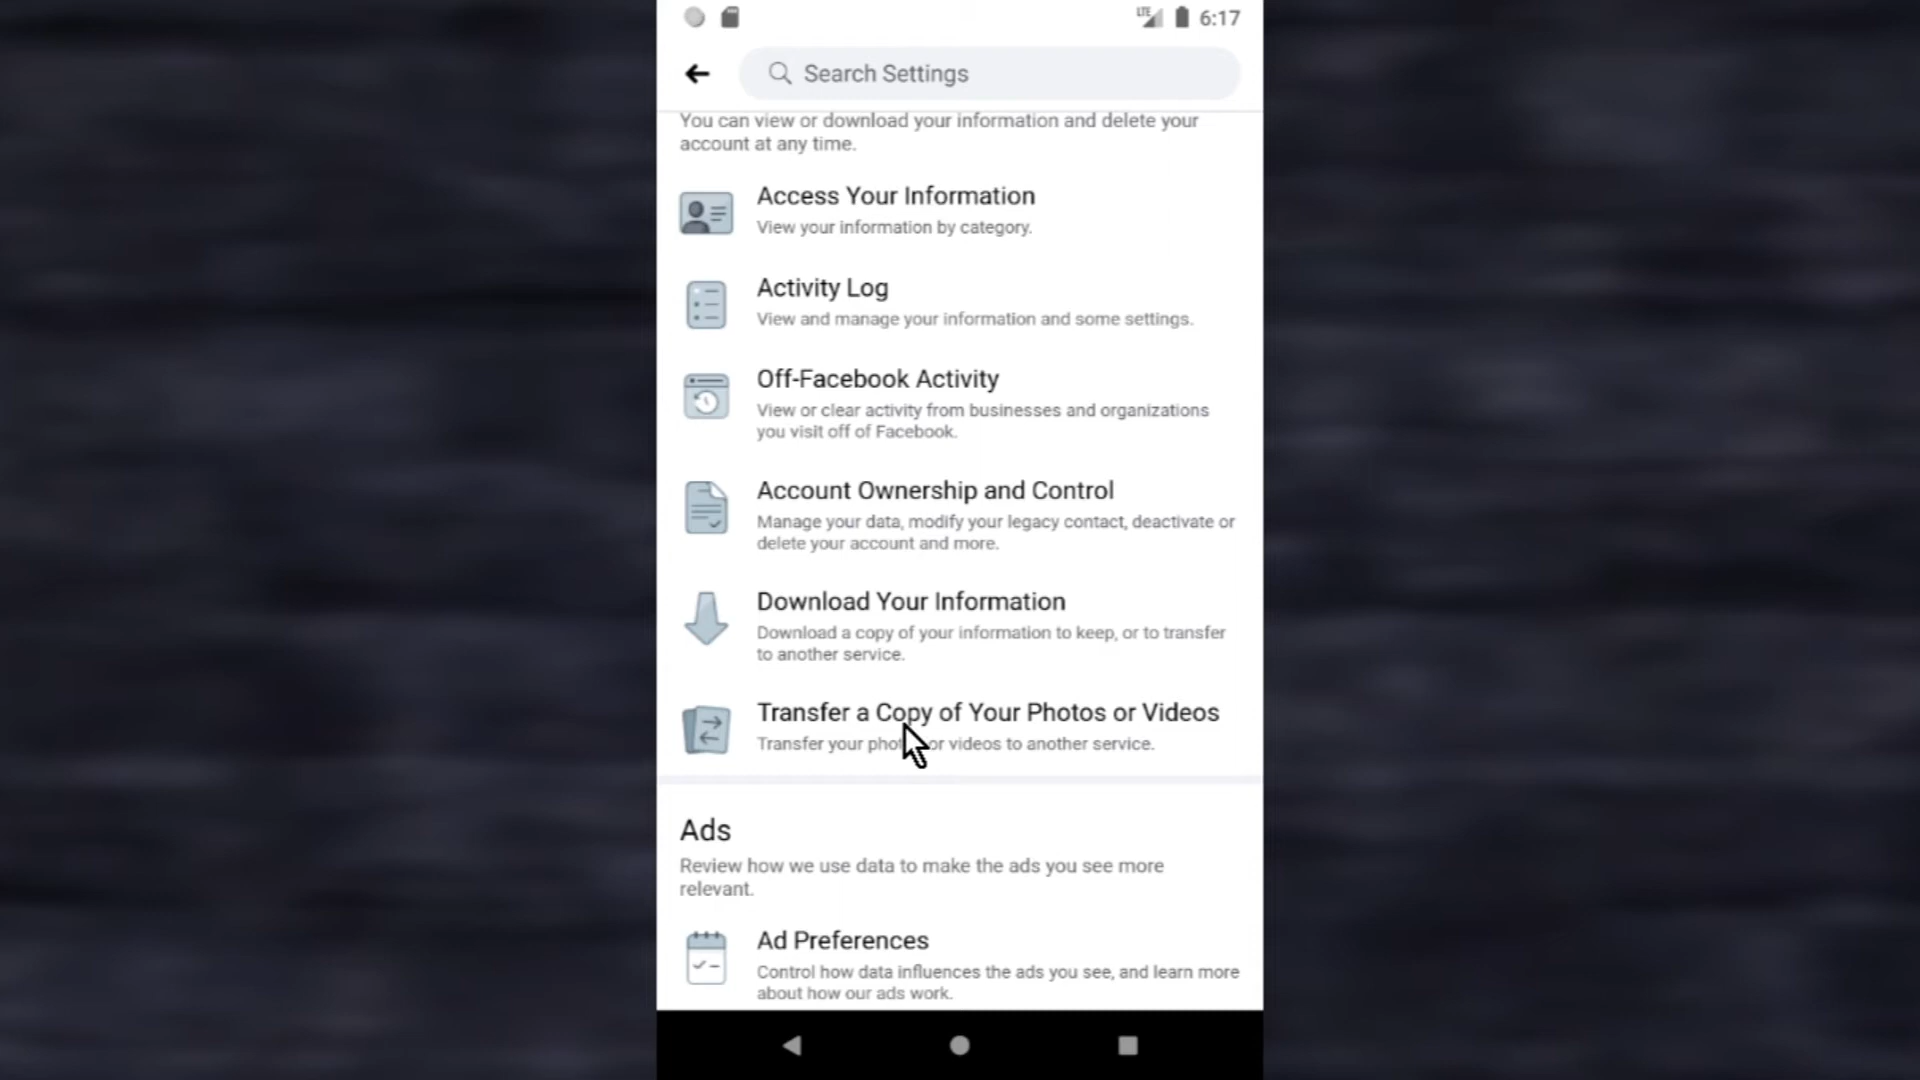 LTE 6:17
Search Settings
You can view or download your information and delete your
account at any time.
Access Your Information
View your information by category.
Activity Log
View and manage your information and some settings.
Off-Facebook Activity
View or clear activity from businesses and organizations
you visit off of Facebook.
Account Ownership and Control
Manage your data, modify your legacy contact, deactivate or
delete your account and more.
Download Your Information
Download a copy of your information to keep, or to transfer
to another service.
Transfer a Copy of Your Photos or Videos
Transfer your photos or videos to another service.
Ads
Review how we use data to make the ads you see more
relevant.
Ad Preferences
Control how data influences the ads you see, and learn more
about how our ads work.